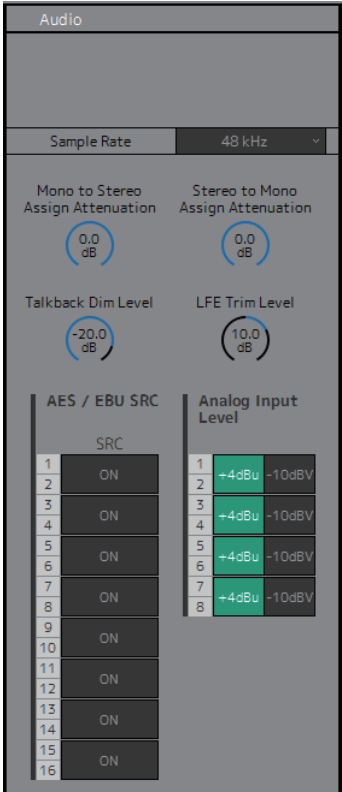 Audio
Sample Rate 48 kHz
Mono to Stereo
Assign Attenuation
Stereo to Mono
Assign Attenuation
0.0
dB
0.0
dB
Talkback Dim Level
LFE Trim Level
-20.0
dB
10.0
dB
AES / EBU SRC
SRC
1
2
ON
3
4
ON
5
6
ON
7
8
ON
9
10
ON
11
12
ON
13
14
ON
15
16
ON
Analog Input
Level
1
2
+4dBu -10dBV
3
4
+4dBu -10dBV
5
6
+4dBu -10dBV
7
8
+4dBu -10dBV